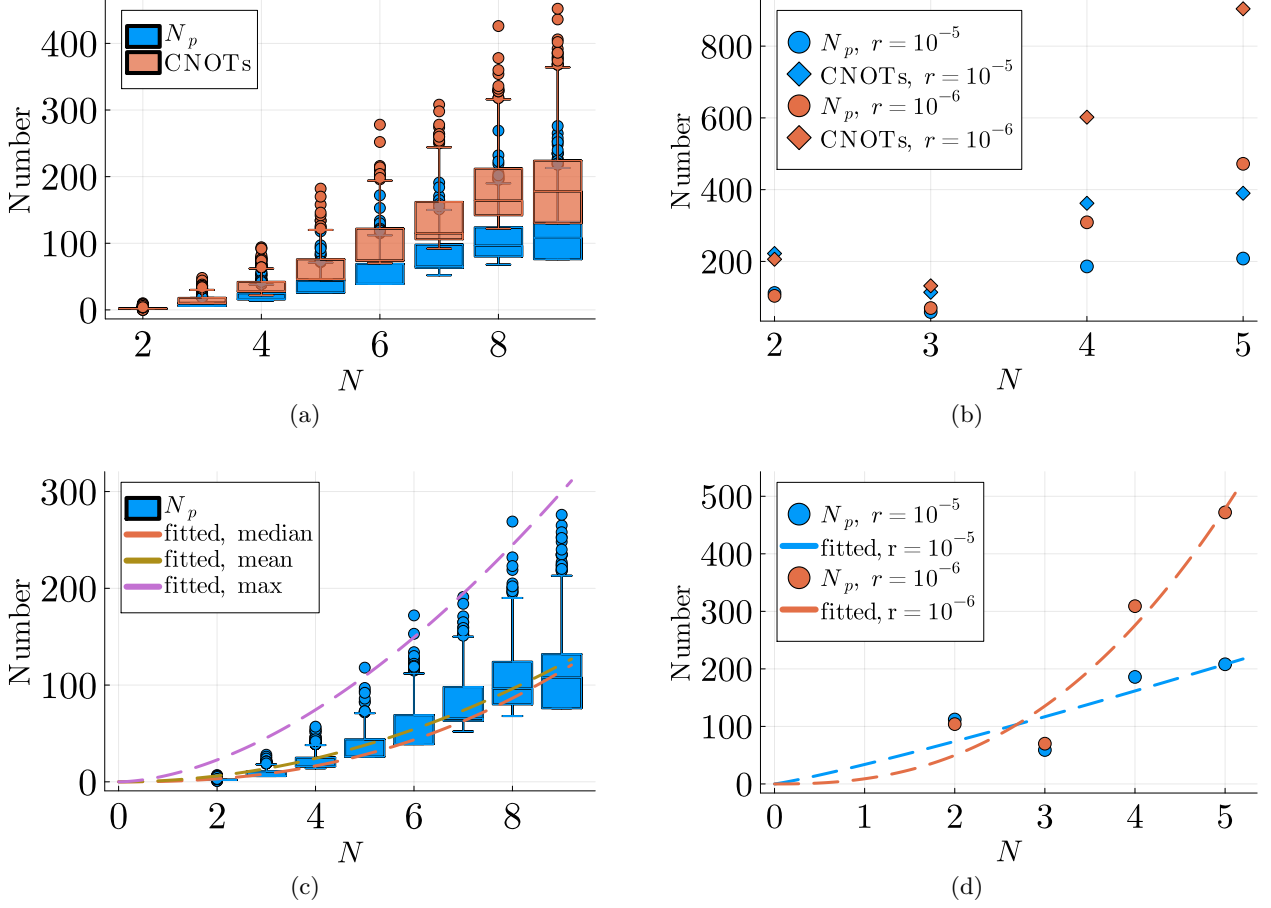 400
300
200
100
0
Number
N_p
CNOTs
2
4
6
8
N
(a)
800
600
400
200
Number
N_p, r = 10^{-5}
CNOTs, r = 10^{-5}
N_p, r = 10^{-6}
CNOTs, r = 10^{-6}
2
3
4
5
N
(b)
300
200
100
0
Number
N_p
fitted, median
fitted, mean
fitted, max
0
2
4
6
8
N
(c)
500
400
300
200
100
0
Number
N_p, r = 10^{-5}
fitted, r = 10^{-5}
N_p, r = 10^{-6}
fitted, r = 10^{-6}
0
1
2
3
4
5
N
(d)